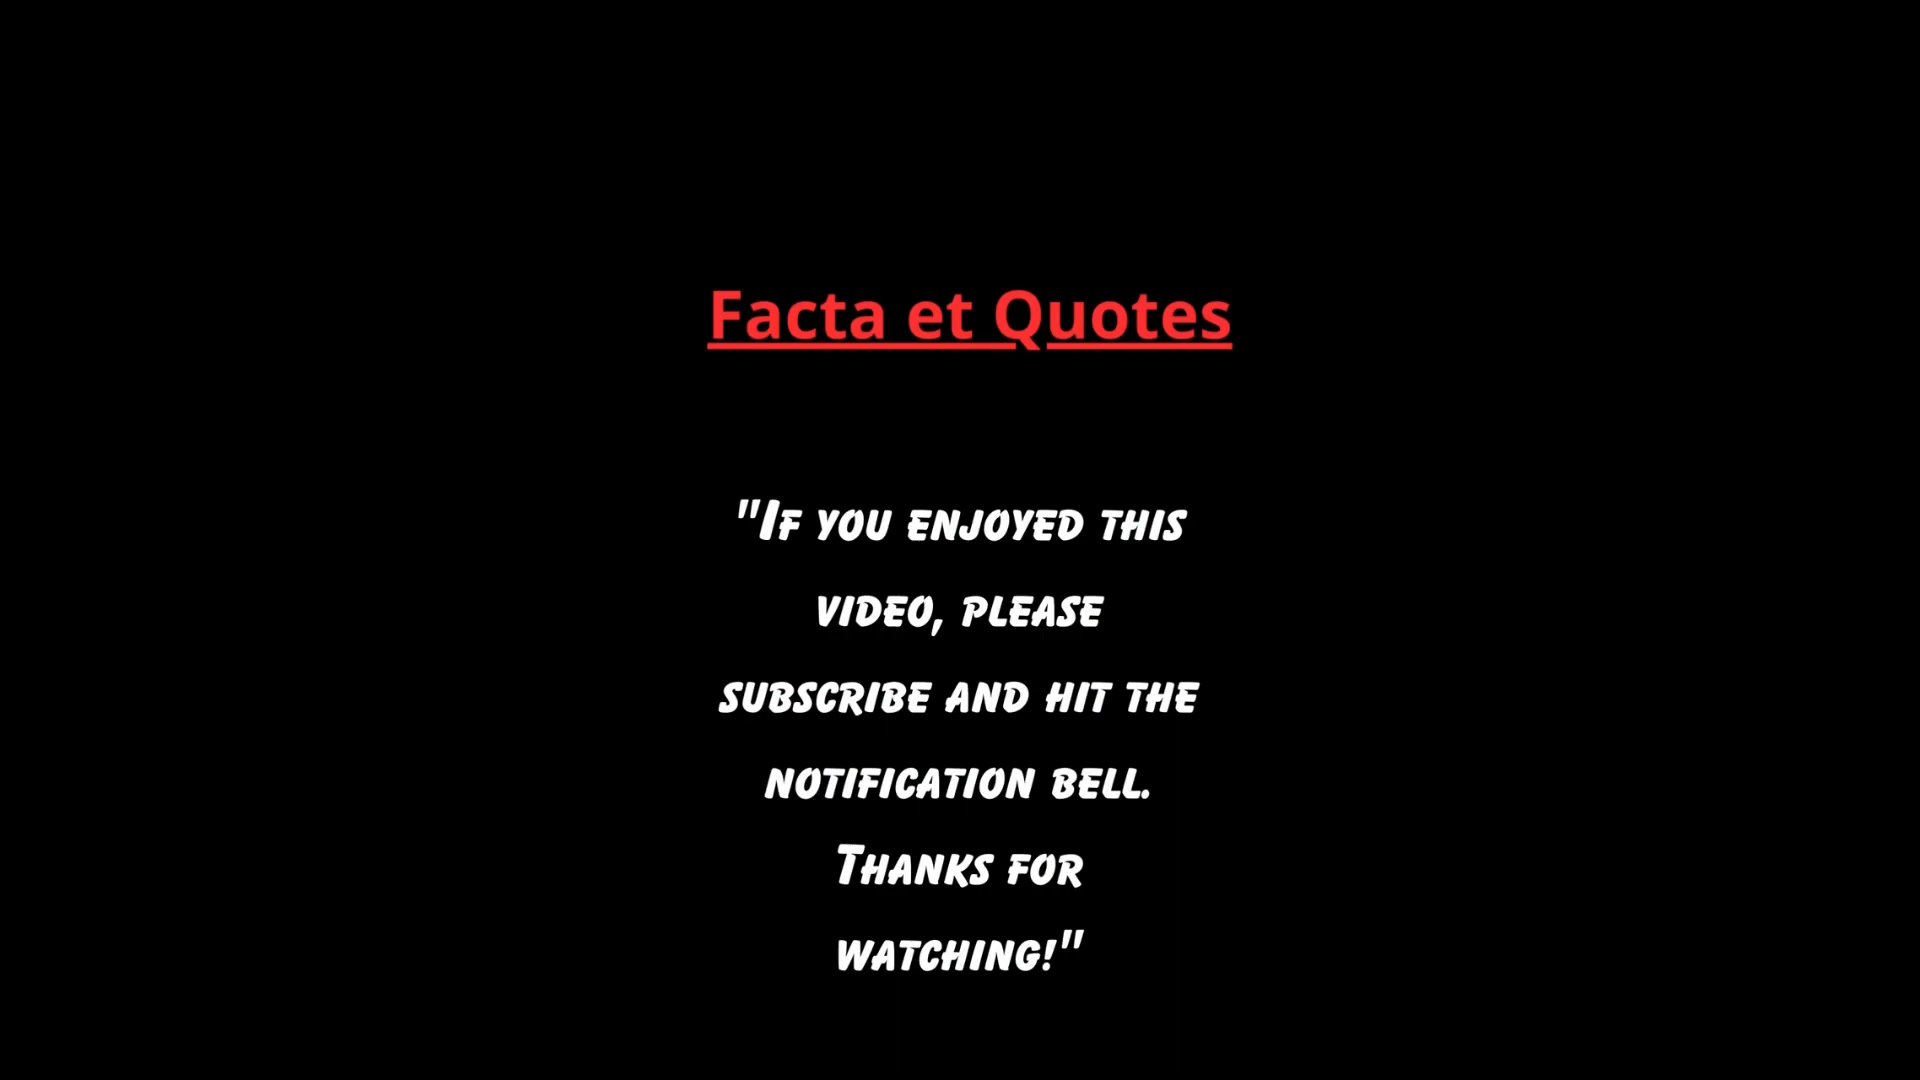 Facta et Quotes
"If you enjoyed this
video, please
subscribe and hit the
notification bell.
Thanks for
watching!"